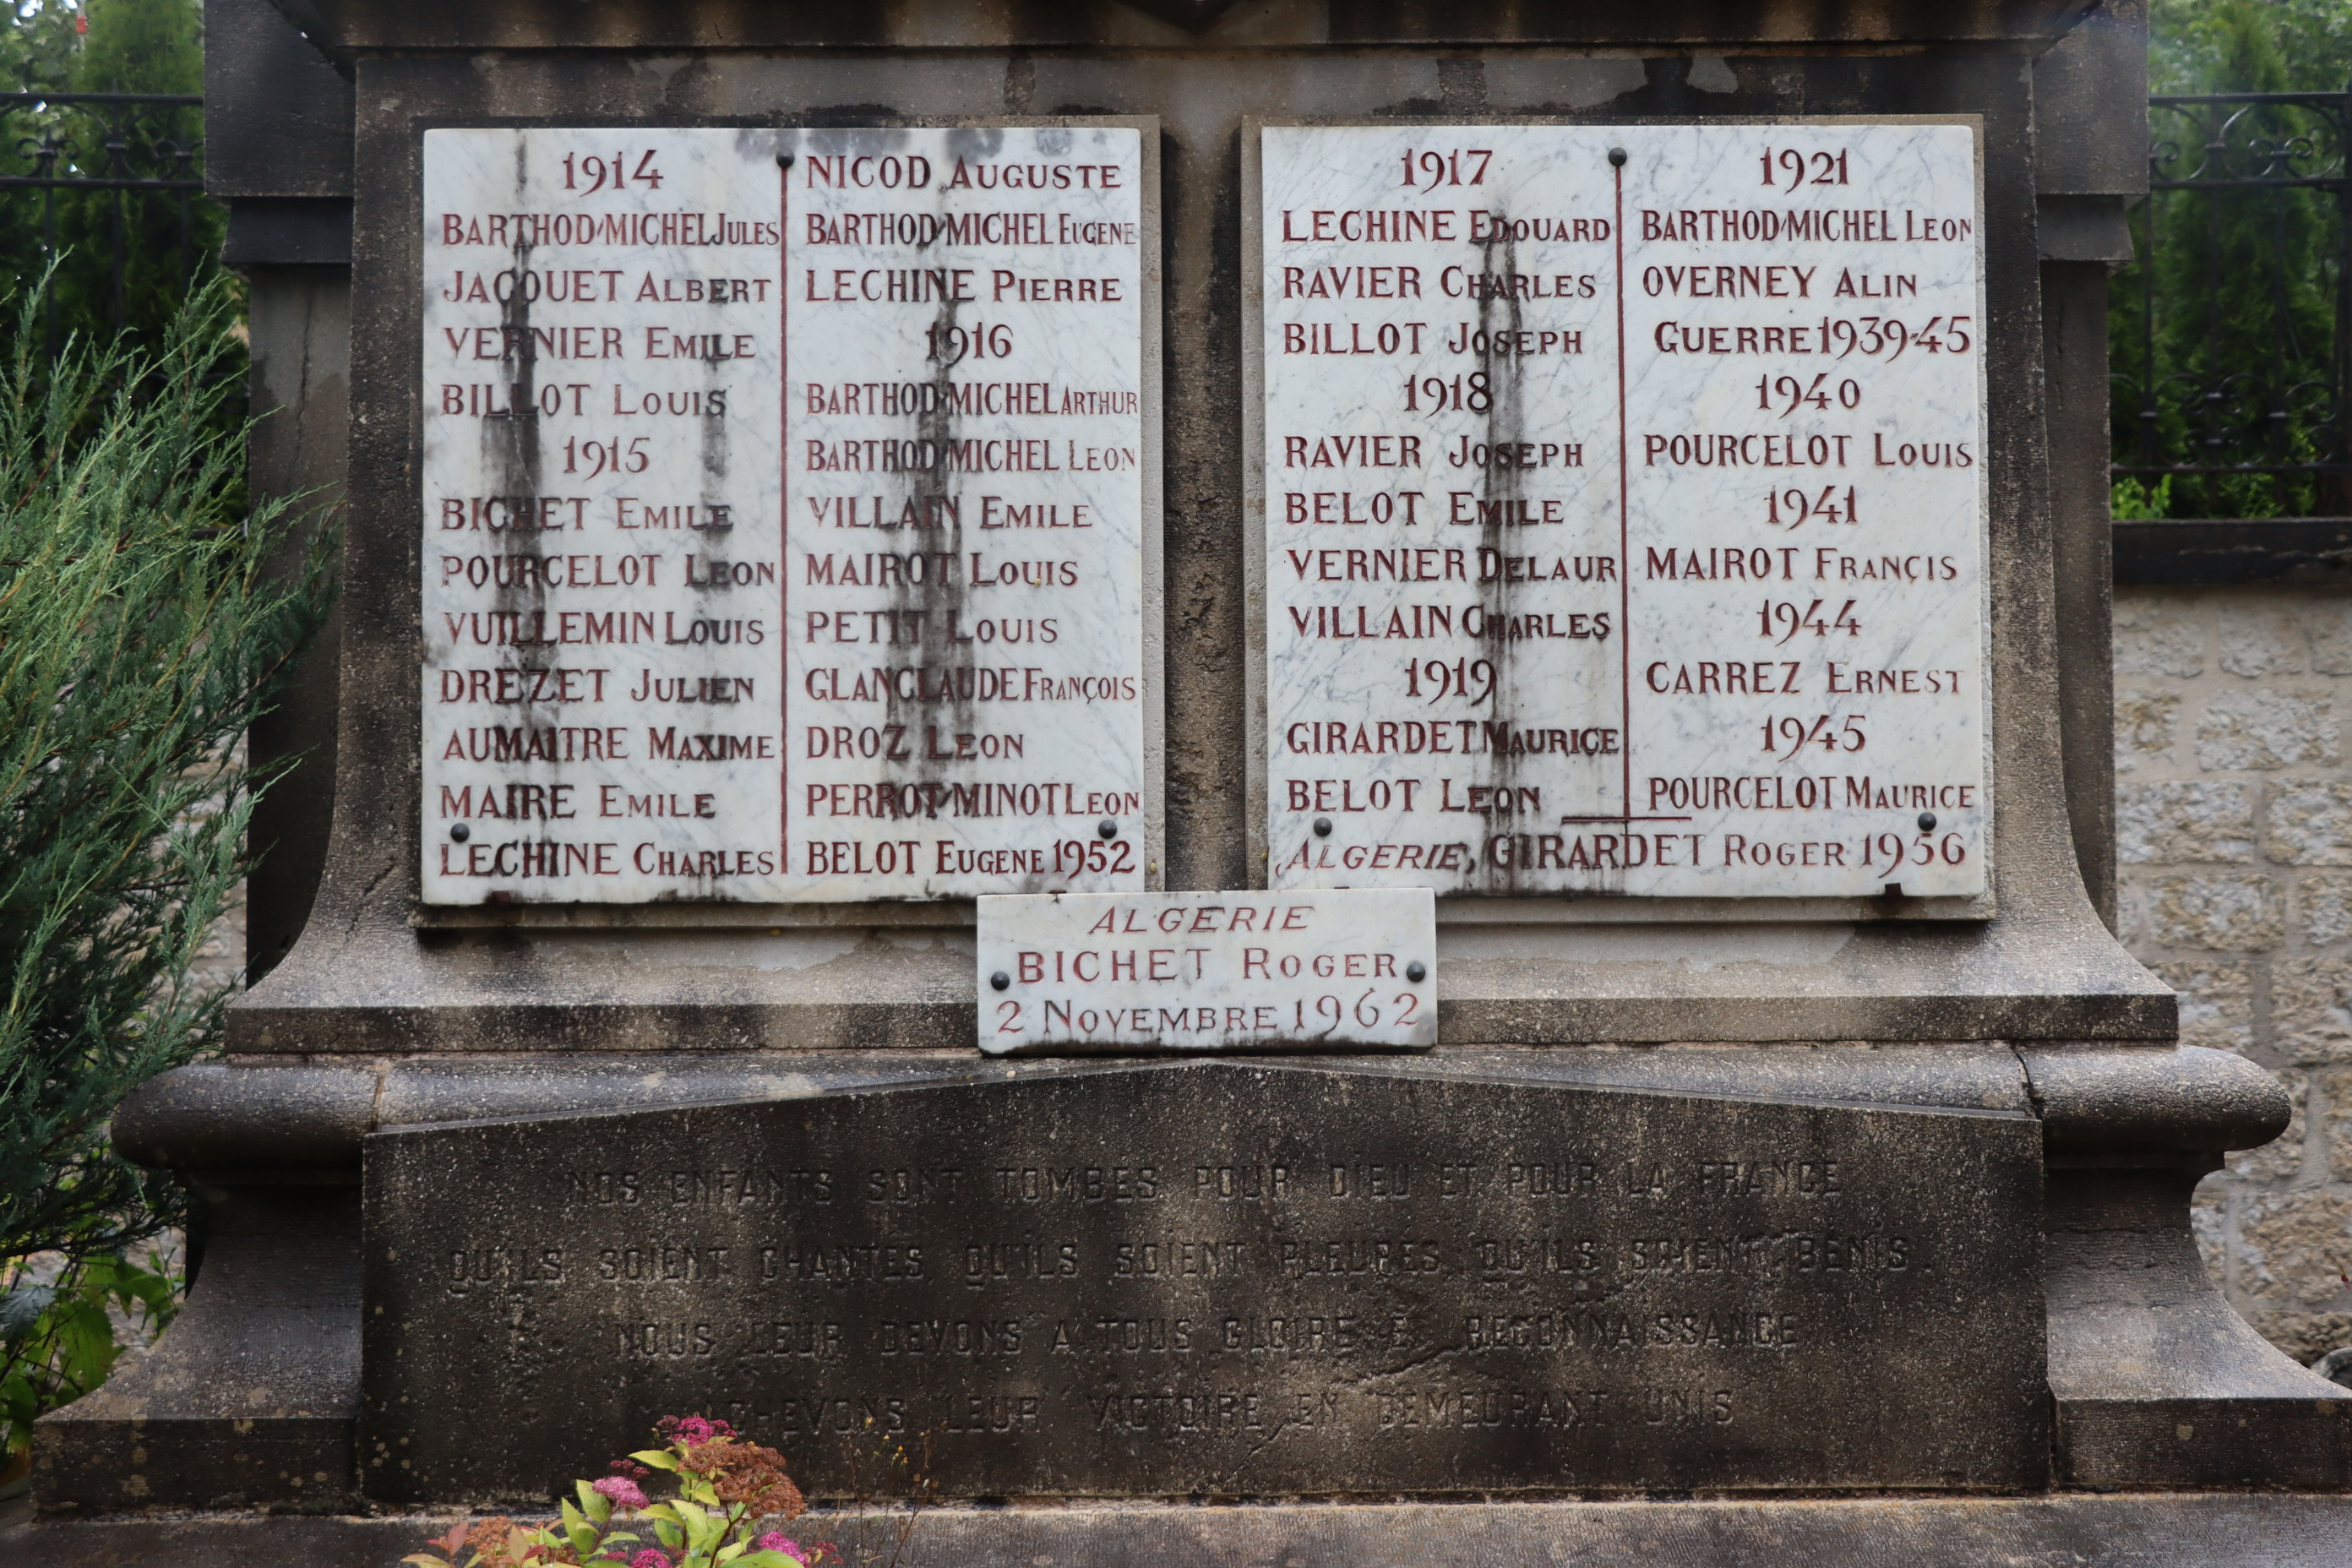 1914
BARTHOD-MICHEL JULES
JACQUET ALBERT
VERNIER EMILE
BILLOT LOUIS
1915
BICHET EMILE
POURCELOT LEON
VUILLEMIN LOUIS
DREZET JULIEN
AUMAITRE MAXIME
MAIRE EMILE
LECHINE CHARLES
NICOD AUGUSTE
BARTHOD-MICHEL EUGENE
LECHINE PIERRE
1916
BARTHOD-MICHEL ARTHUR
BARTHOD-MICHEL LEON
VILLAIN EMILE
MAIROT LOUIS
PETIT LOUIS
GLANCLAUDE FRANÇOIS
DROZ LEON
PERROT-MINOT LEON
BELOT EUGENE 1952
1917
LECHINE EDOUARD
RAVIER CHARLES
BILLOT JOSEPH
1918
RAVIER JOSEPH
BELOT EMILE
VERNIER DELAUR
VILLAIN CHARLES
1919
GIRARDET MAURICE
BELOT LEON
1921
BARTHOD-MICHEL LEON
OVERNEY ALIN
GUERRE 1939-45
1940
POURCELOT LOUIS
1941
MAIROT FRANÇIS
1944
CARREZ ERNEST
1945
POURCELOT MAURICE
ALGERIE, GIRARDET ROGER 1956
ALGERIE
BICHET ROGER
2 NOVEMBRE 1962
NOS ENFANTS SONT TOMBÉS POUR DIEU ET POUR LA FRANCE
QU'ILS SOIENT CHANTES QU'ILS SOIENT PLEURES QU'ILS SOIENT BENIS.
NOUS LEUR DEVONS A TOUS GLOIRE ET RECONNAISSANCE
ACHEVONS LEUR VICTOIRE EN DEMEURANT UNIS